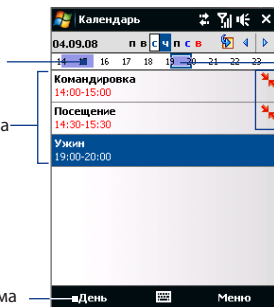 Календарь
04.09.08 п в с ч п с в
14 15 16 17 18 19 20 21 22 23
Командировка
14:00-15:00
а
Посещение
14:30-15:30
Ужин
19:00-20:00
ма
День Меню